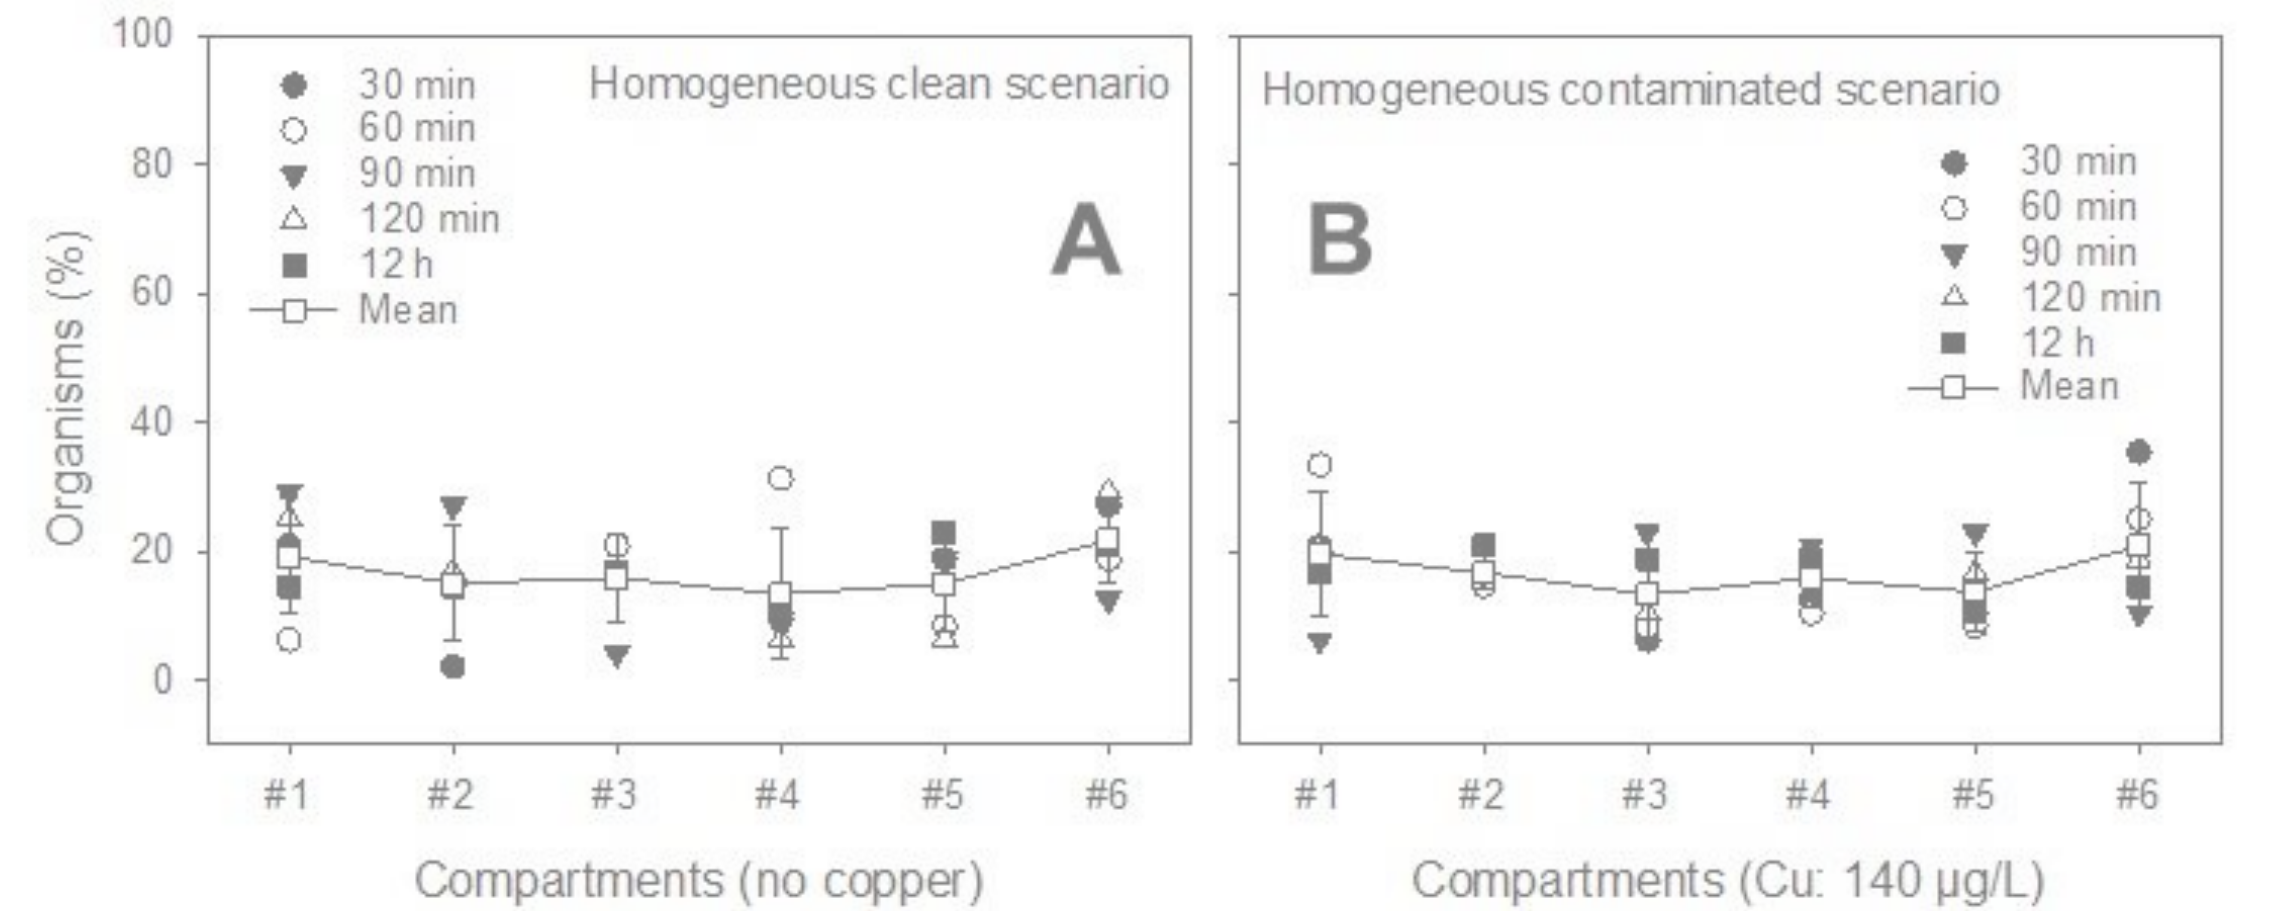 Organisms (%)
100
80
60
40
20
0
30 min
60 min
90 min
120 min
12 h
Mean
Homogeneous clean scenario
A
#1 #2 #3 #4 #5 #6
Compartments (no copper)
Homogeneous contaminated scenario
B
30 min
60 min
90 min
120 min
12 h
Mean
#1 #2 #3 #4 #5 #6
Compartments (Cu: 140 µg/L)